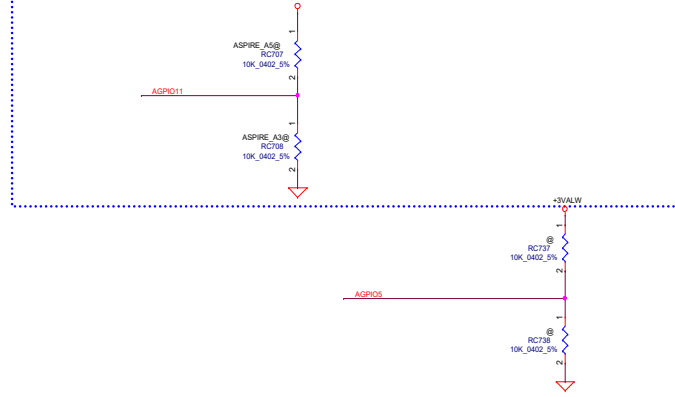 1
ASPIRE_A5@
RC707
10K_0402_5%
2
AGPIO11
1
ASPIRE_A3@
RC708
10K_0402_5%
2
+3VALW
1
@
RC737
10K_0402_5%
2
AGPIO5
1
@
RC738
10K_0402_5%
2